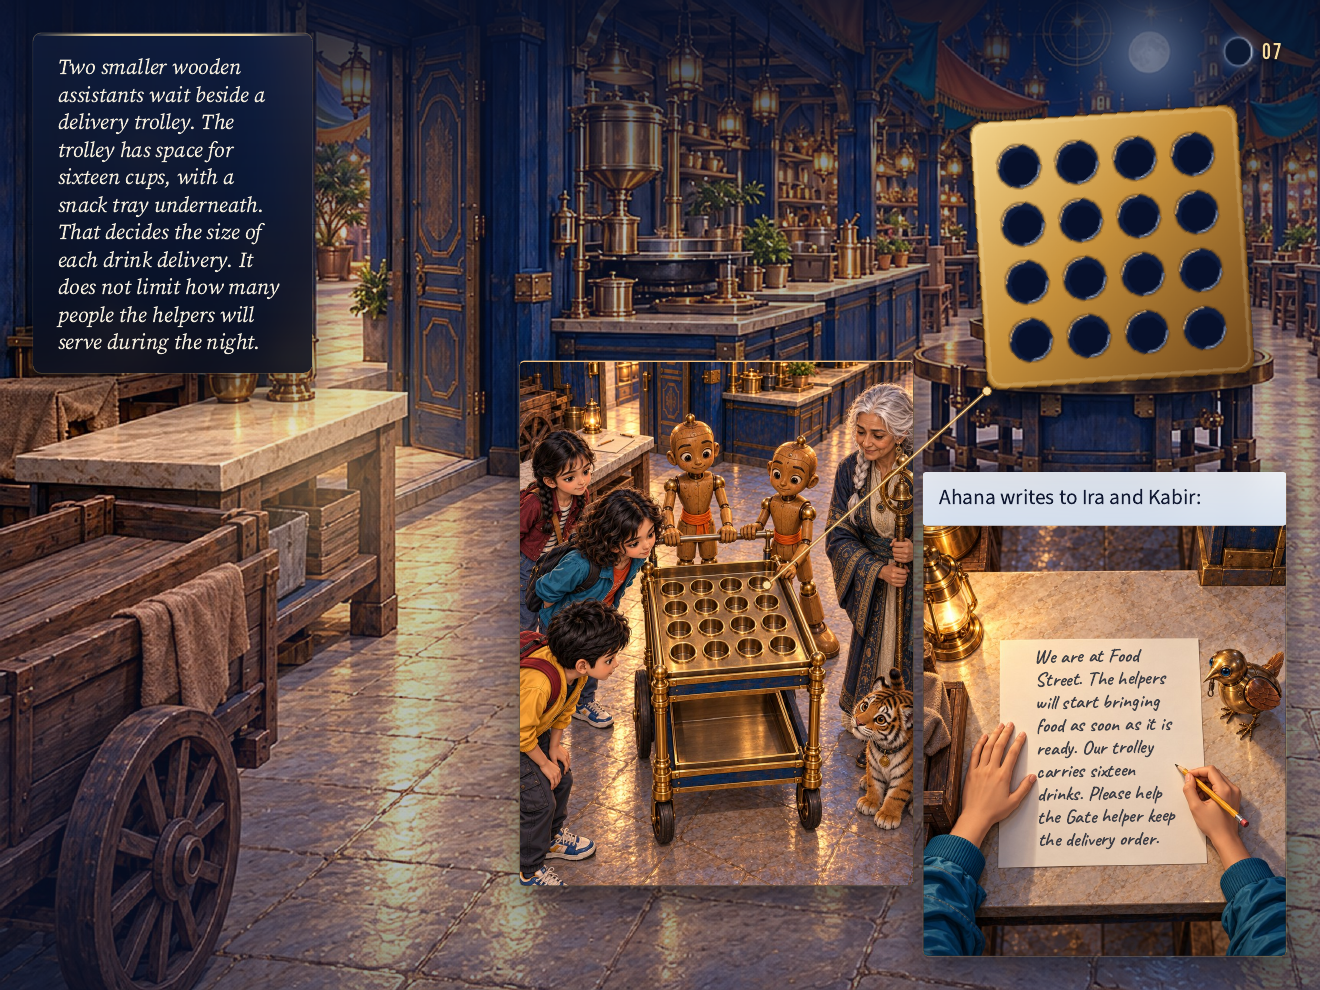 Two smaller wooden
assistants wait beside a
delivery trolley. The
trolley has space for
sixteen cups, with a
snack tray underneath.
That decides the size of
each drink delivery. It
does not limit how many
people the helpers will
serve during the night.
07
Ahana writes to Ira and Kabir:
We are at Food
Street. The helpers
will start bringing
food as soon as it is
ready. Our trolley
carries sixteen
drinks. Please help
the Gate helper keep
the delivery order.